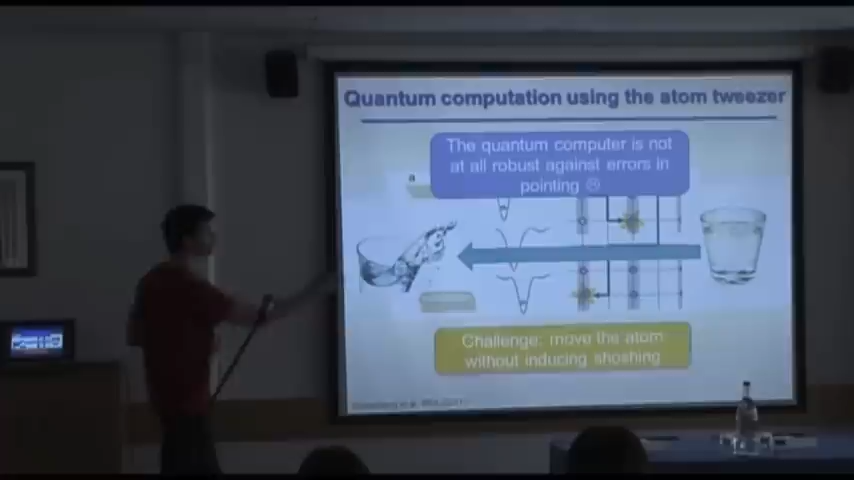 Quantum computation using the atom tweezer
The quantum computer is not
at all robust against errors in
pointing ☹
a
Challenge: move the atom
without inducing shoshing